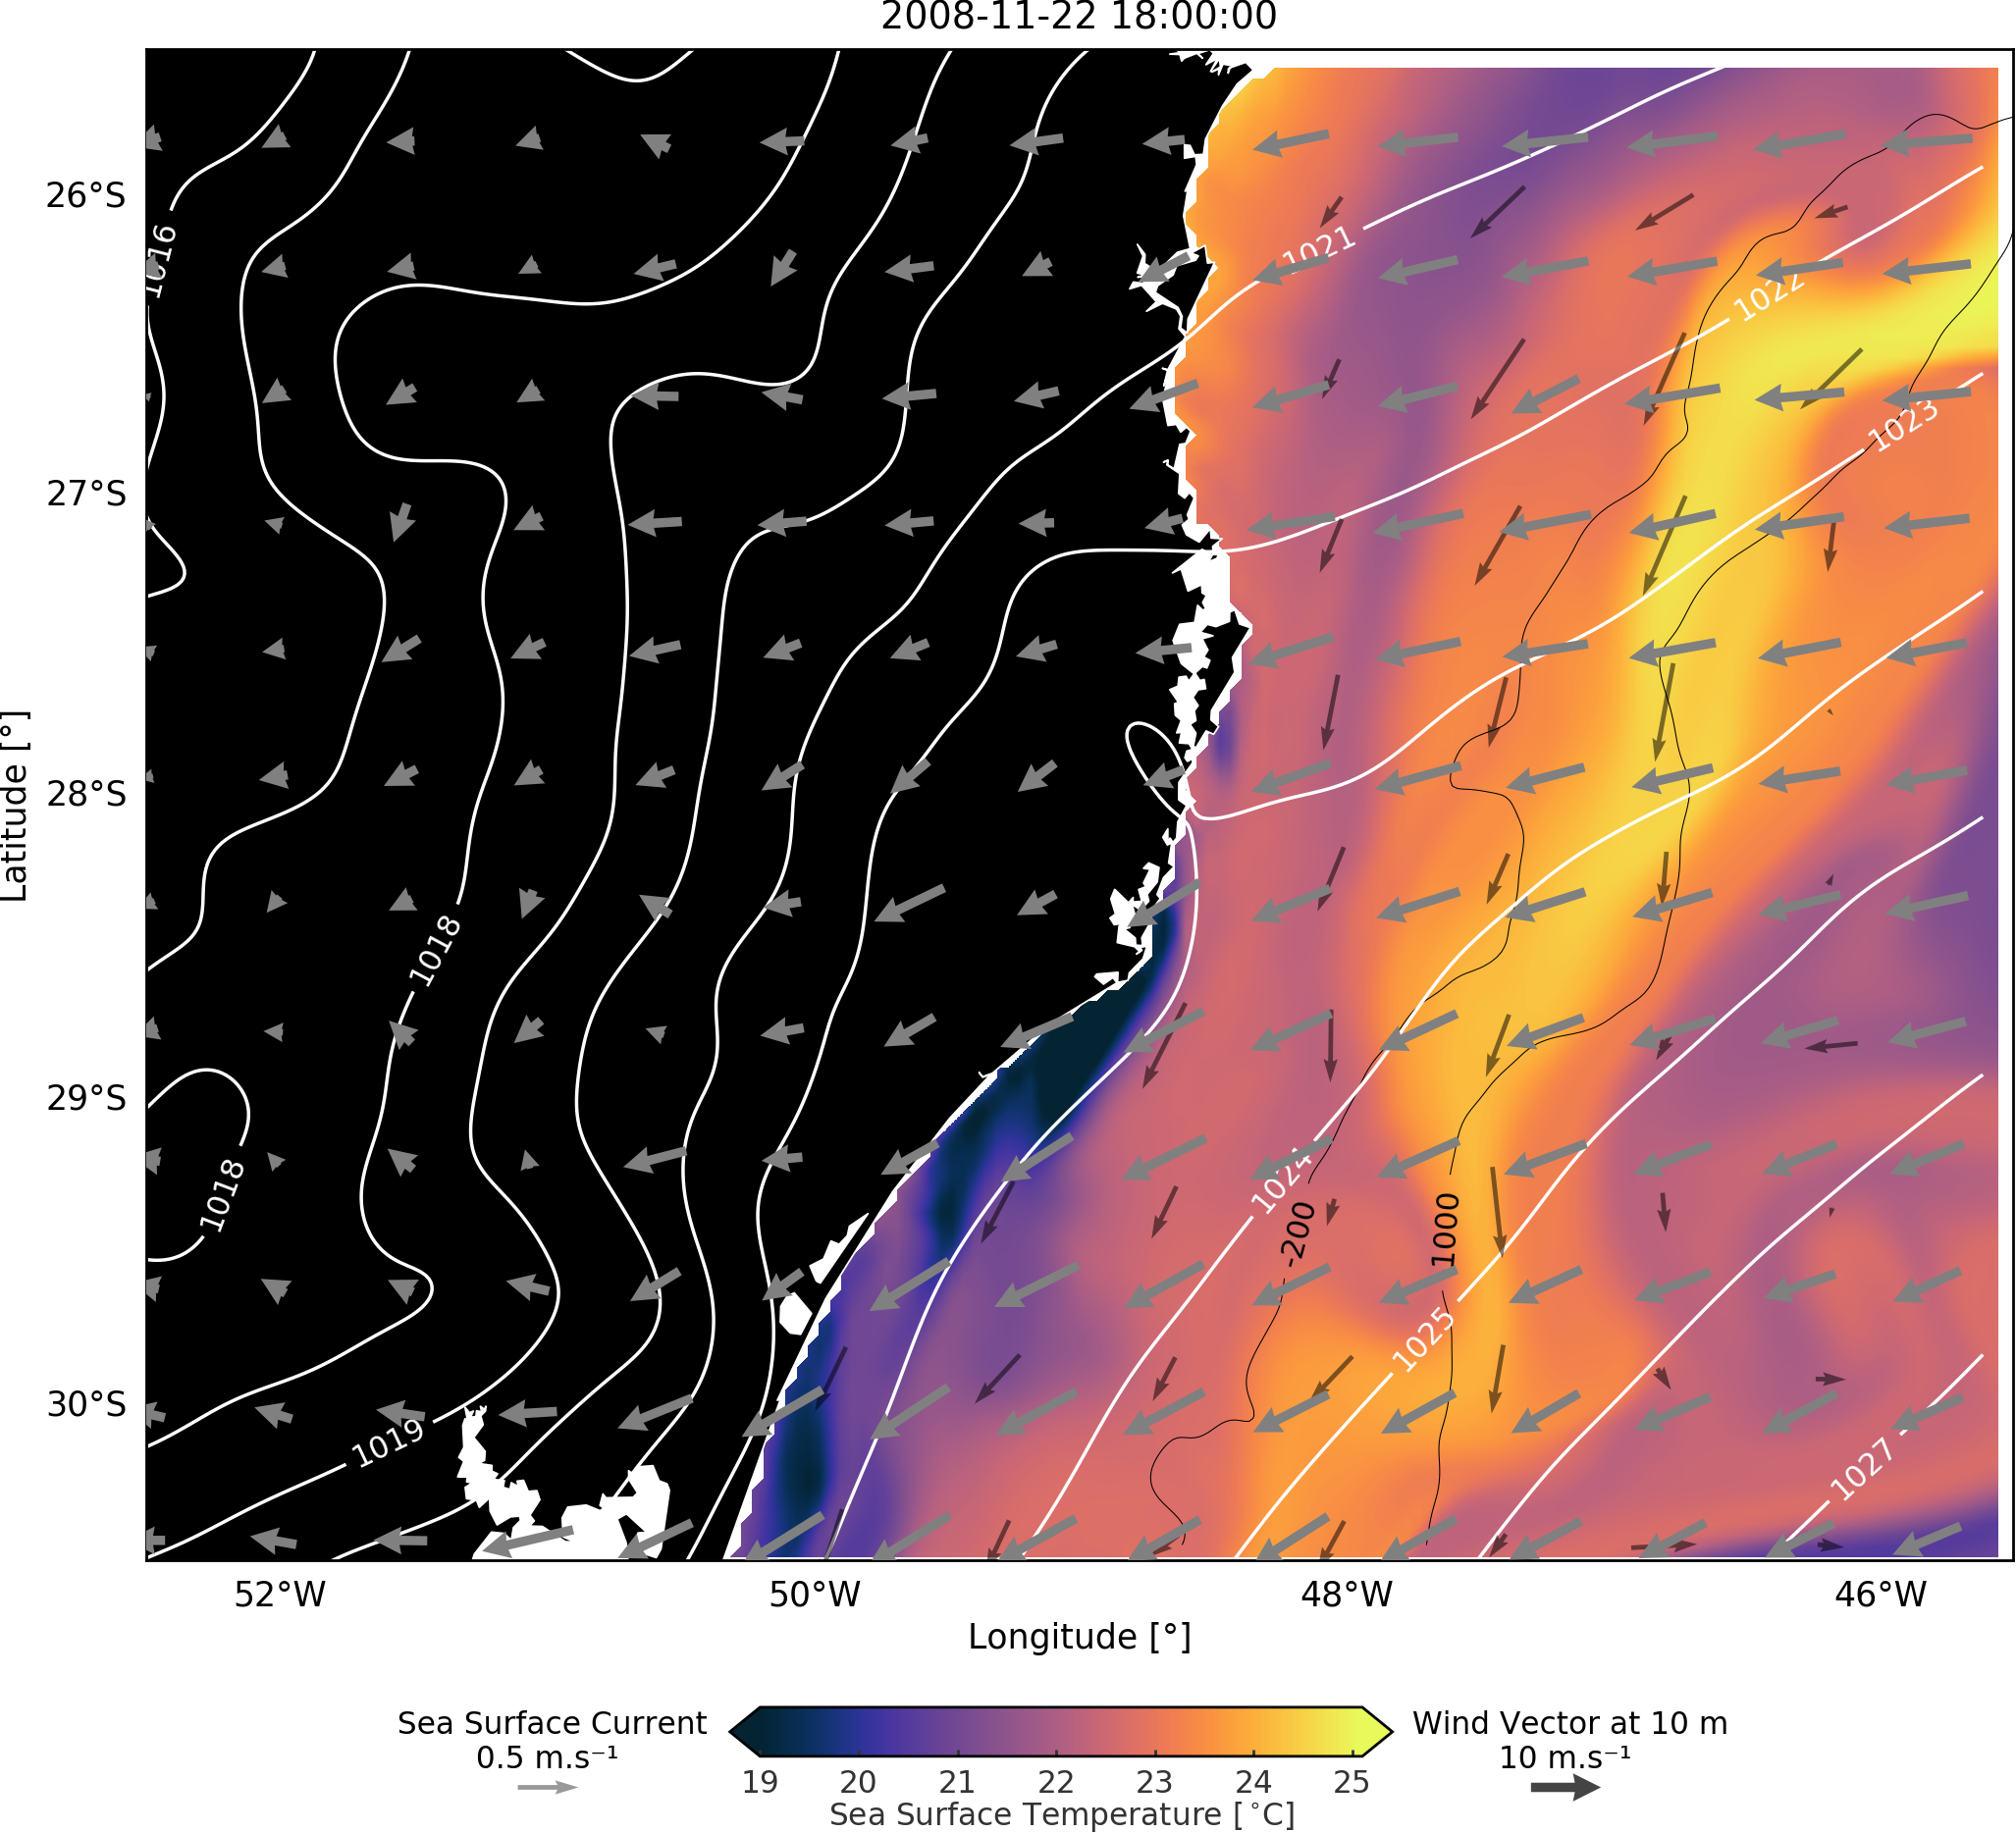 2008-11-22 18:00:00
26°S
27°S
28°S
29°S
30°S
Latitude [°]
1016
1021
1022
1023
1018
1018
1024
-200
1000
1025
1019
1027
52°W
50°W
48°W
46°W
Longitude [°]
Sea Surface Current
0.5 m.s⁻¹
19 20 21 22 23 24 25
Sea Surface Temperature [°C]
Wind Vector at 10 m
10 m.s⁻¹